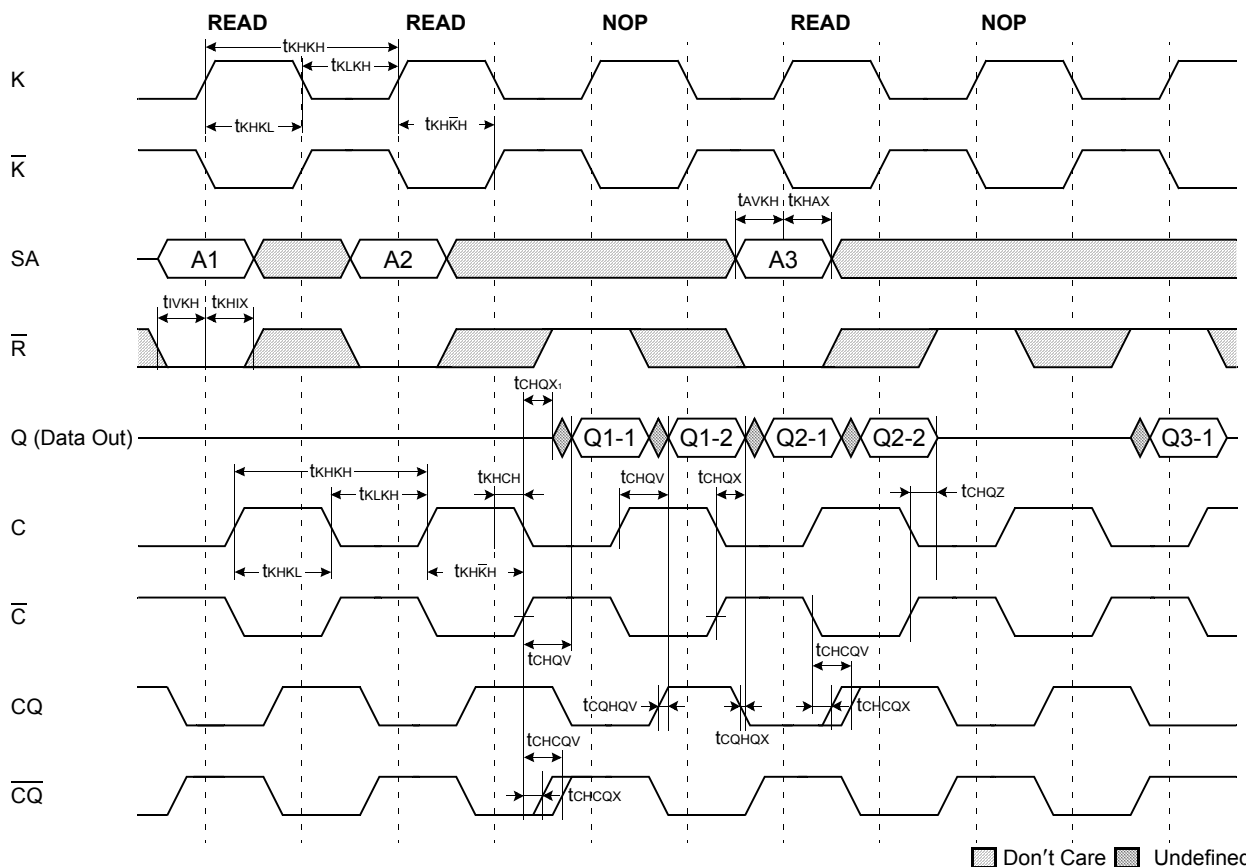 READ READ NOP READ NOP
tKHKH
K
tKLKH
tKHKL
tKHK̅H
K̅
tAVKH tKHAX
SA
A1 A2 A3
tIVKH tKHIX
R̅
tCHQX1
Q (Data Out)
Q1-1 Q1-2 Q2-1 Q2-2 Q3-1
tKHKH
tKLKH
tKHCH
tCHQV
tCHQX
tCHQZ
C
tKHKL
tKHK̅H
C̅
tCHQV
tCHCQV
CQ
tCQHQV
tCHCQX
tCQHQX
tCHCQV
C̅Q̅
tCHCQX
Don't Care Undefined